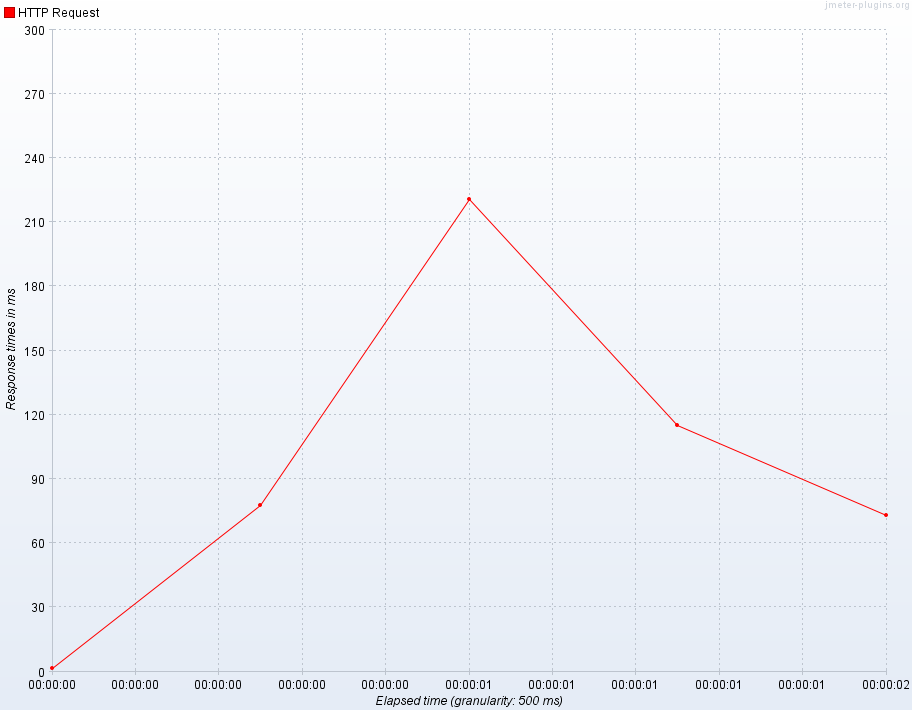 jmeter-plugins.org
HTTP Request
300
270
240
210
180
150
120
90
60
30
0
Response times in ms
00:00:00 00:00:00 00:00:00 00:00:00 00:00:00 00:00:01 00:00:01 00:00:01 00:00:01 00:00:01 00:00:02
Elapsed time (granularity: 500 ms)